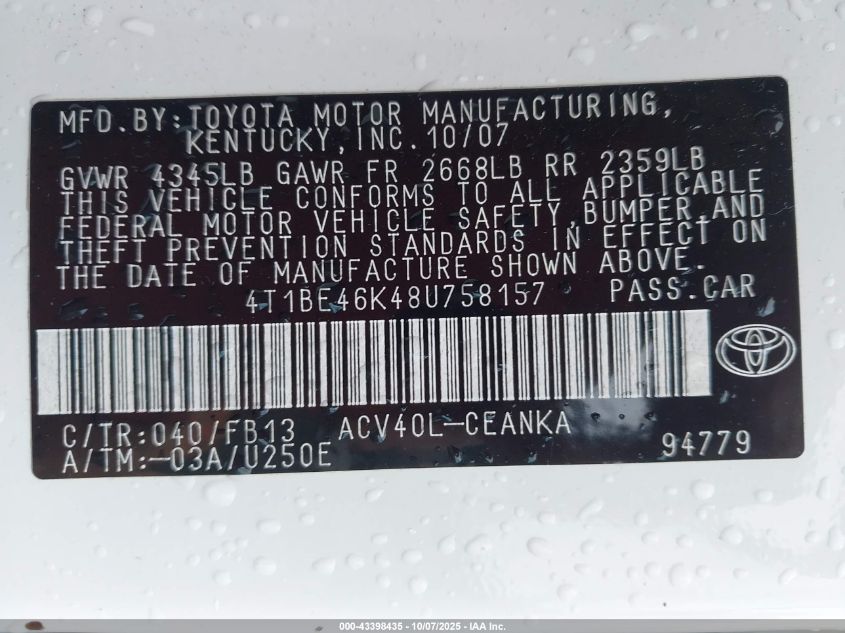 MFD.BY:TOYOTA MOTOR MANUFACTURING,
KENTUCKY,INC.10/07
GVWR 4345LB GAWR FR 2668LB RR 2359LB
THIS VEHICLE CONFORMS TO ALL APPLICABLE
FEDERAL MOTOR VEHICLE SAFETY,BUMPER,AND
THEFT PREVENTION STANDARDS IN EFFECT ON
THE DATE OF MANUFACTURE SHOWN ABOVE.
4T1BE46K48U758157 PASS.CAR
C/TR:040/FB13 ACV40L-CEANKA
A/TM:-03A/U250E 94779
000-43398435 - 10/07/2025 - IAA Inc.